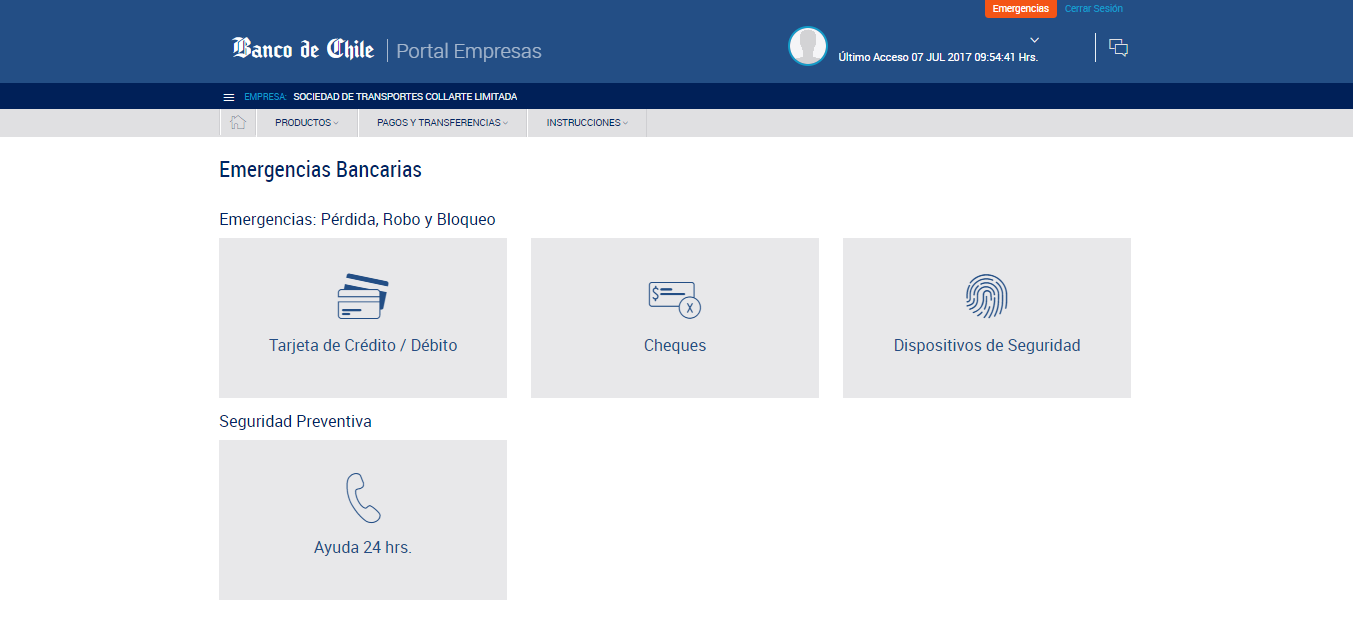 Emergencias Cerrar Sesión
Banco de Chile Portal Empresas
Último Acceso 07 JUL 2017 09:54:41 Hrs.
EMPRESA: SOCIEDAD DE TRANSPORTES COLLARTE LIMITADA
PRODUCTOS PAGOS Y TRANSFERENCIAS INSTRUCCIONES
Emergencias Bancarias
Emergencias: Pérdida, Robo y Bloqueo
$ X
Tarjeta de Crédito / Débito Cheques Dispositivos de Seguridad
Seguridad Preventiva
Ayuda 24 hrs.